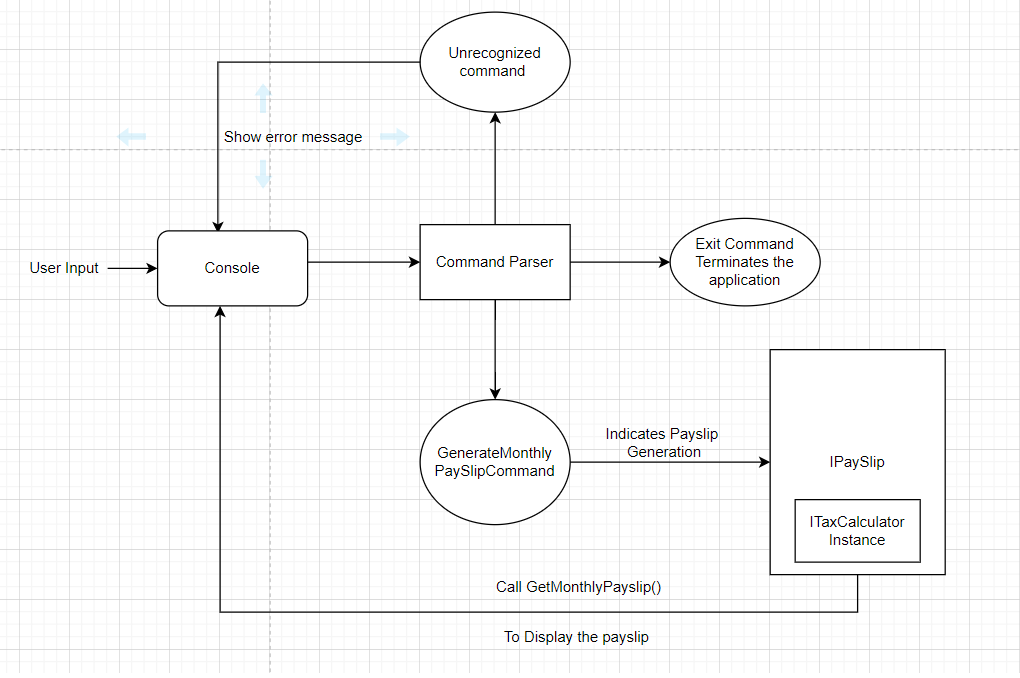 Unrecognized
command
Show error message
User Input
Console
Command Parser
Exit Command
Terminates the
application
GenerateMonthly
PaySlipCommand
Indicates Payslip
Generation
IPaySlip
ITaxCalculator
Instance
Call GetMonthlyPayslip()
To Display the payslip